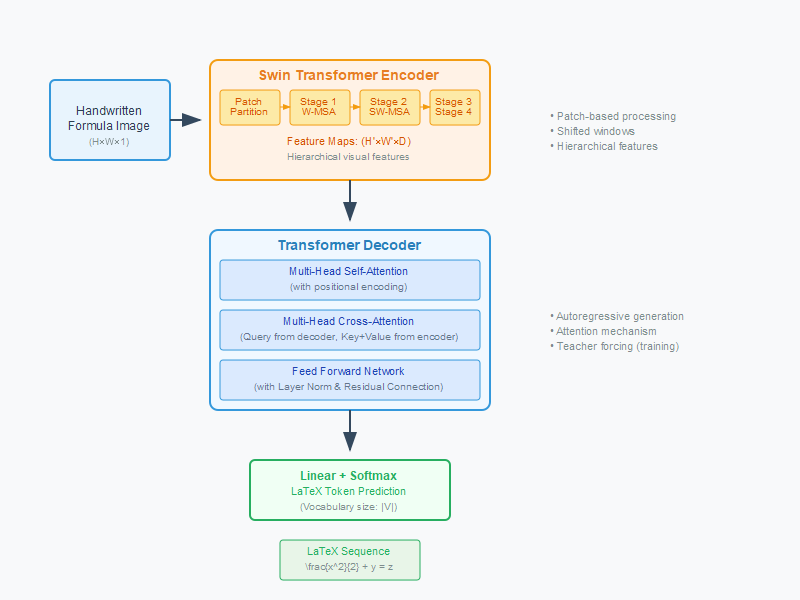 Handwritten
Formula Image
(H×W×1)
Swin Transformer Encoder
Patch
Partition
Stage 1
W-MSA
Stage 2
SW-MSA
Stage 3
Stage 4
Feature Maps: (H'×W'×D)
Hierarchical visual features
• Patch-based processing
• Shifted windows
• Hierarchical features
Transformer Decoder
Multi-Head Self-Attention
(with positional encoding)
Multi-Head Cross-Attention
(Query from decoder, Key+Value from encoder)
Feed Forward Network
(with Layer Norm & Residual Connection)
• Autoregressive generation
• Attention mechanism
• Teacher forcing (training)
Linear + Softmax
LaTeX Token Prediction
(Vocabulary size: |V|)
LaTeX Sequence
\frac{x^2}{2} + y = z